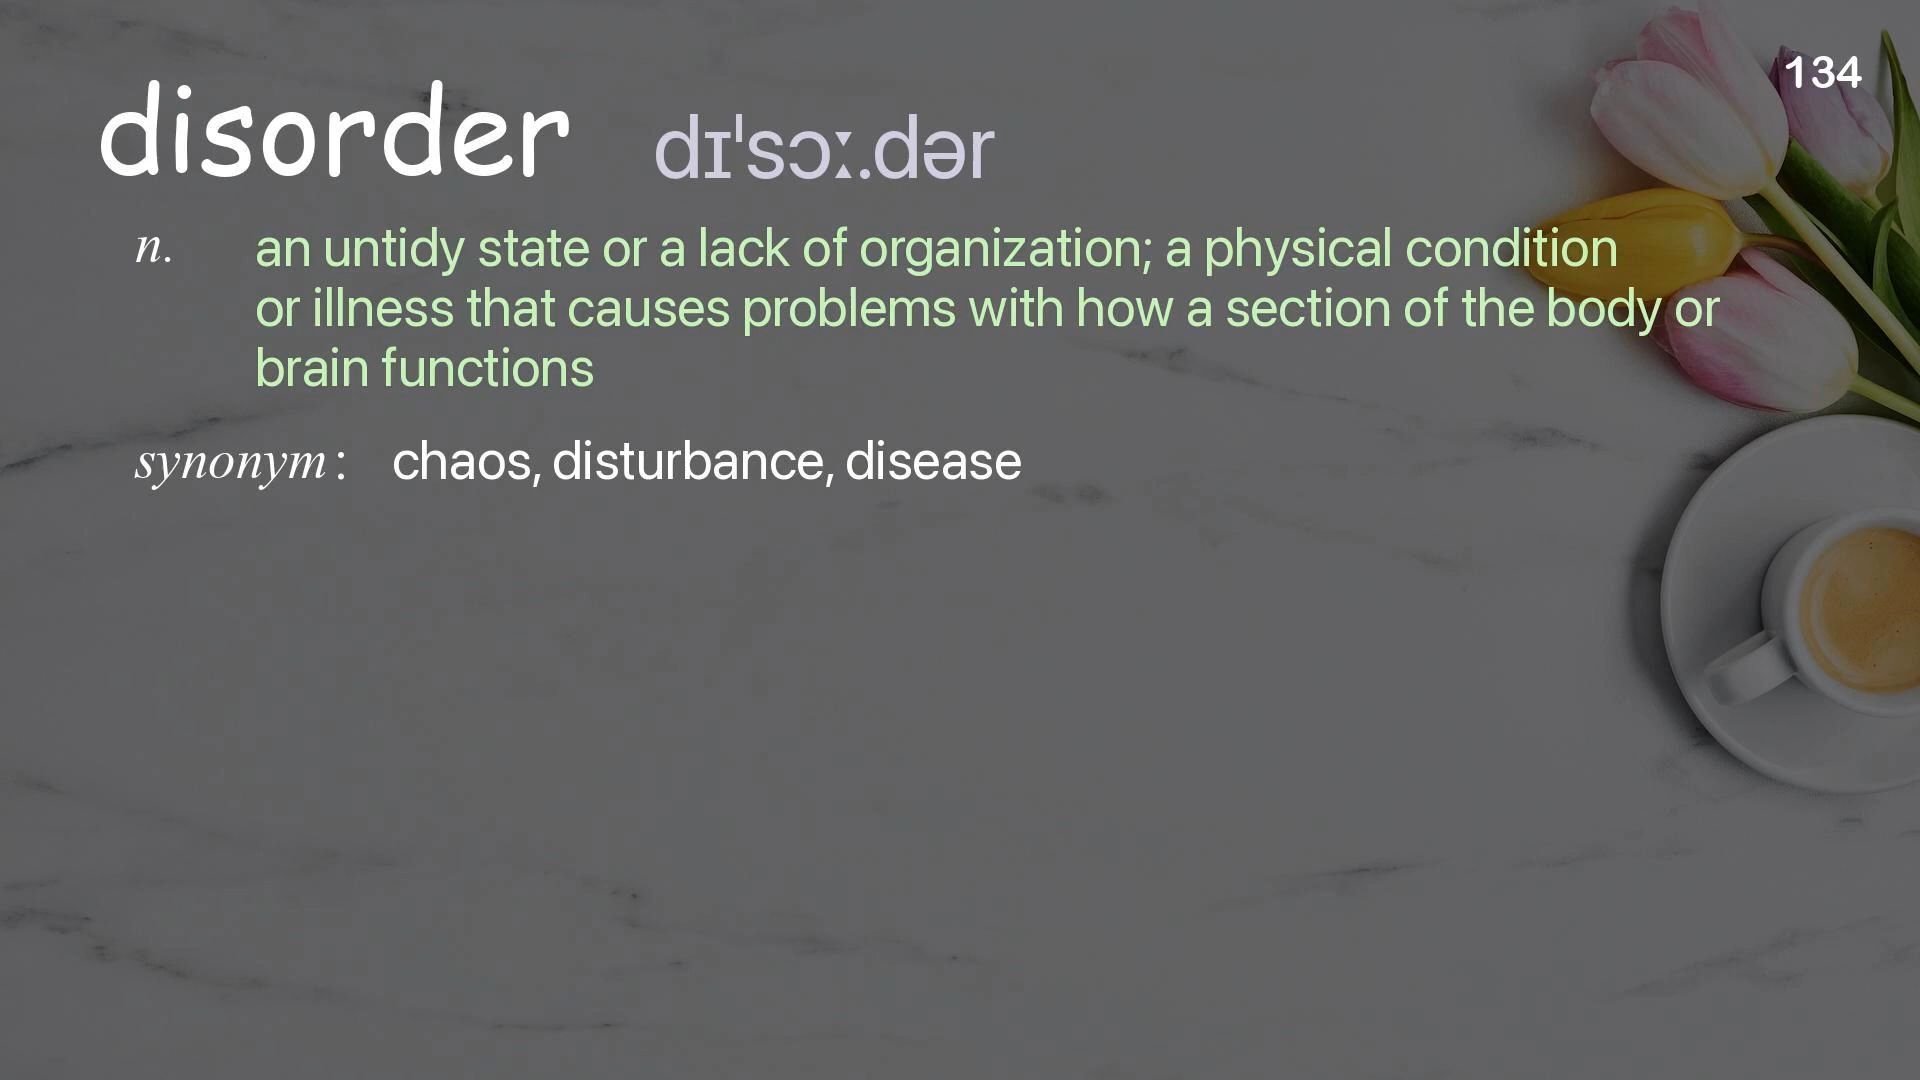 134
disorder dɪˈsɔː.dər
n. an untidy state or a lack of organization; a physical condition
or illness that causes problems with how a section of the body or
brain functions
synonym: chaos, disturbance, disease